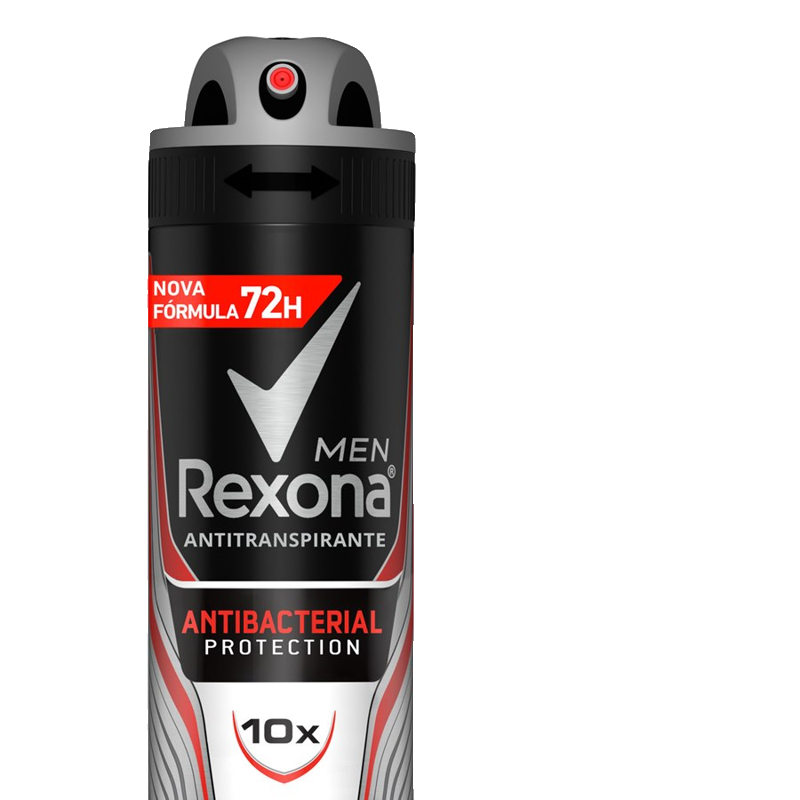 NOVA
FÓRMULA 72H
MEN
Rexona®
ANTITRANSPIRANTE
ANTIBACTERIAL
PROTECTION
10x